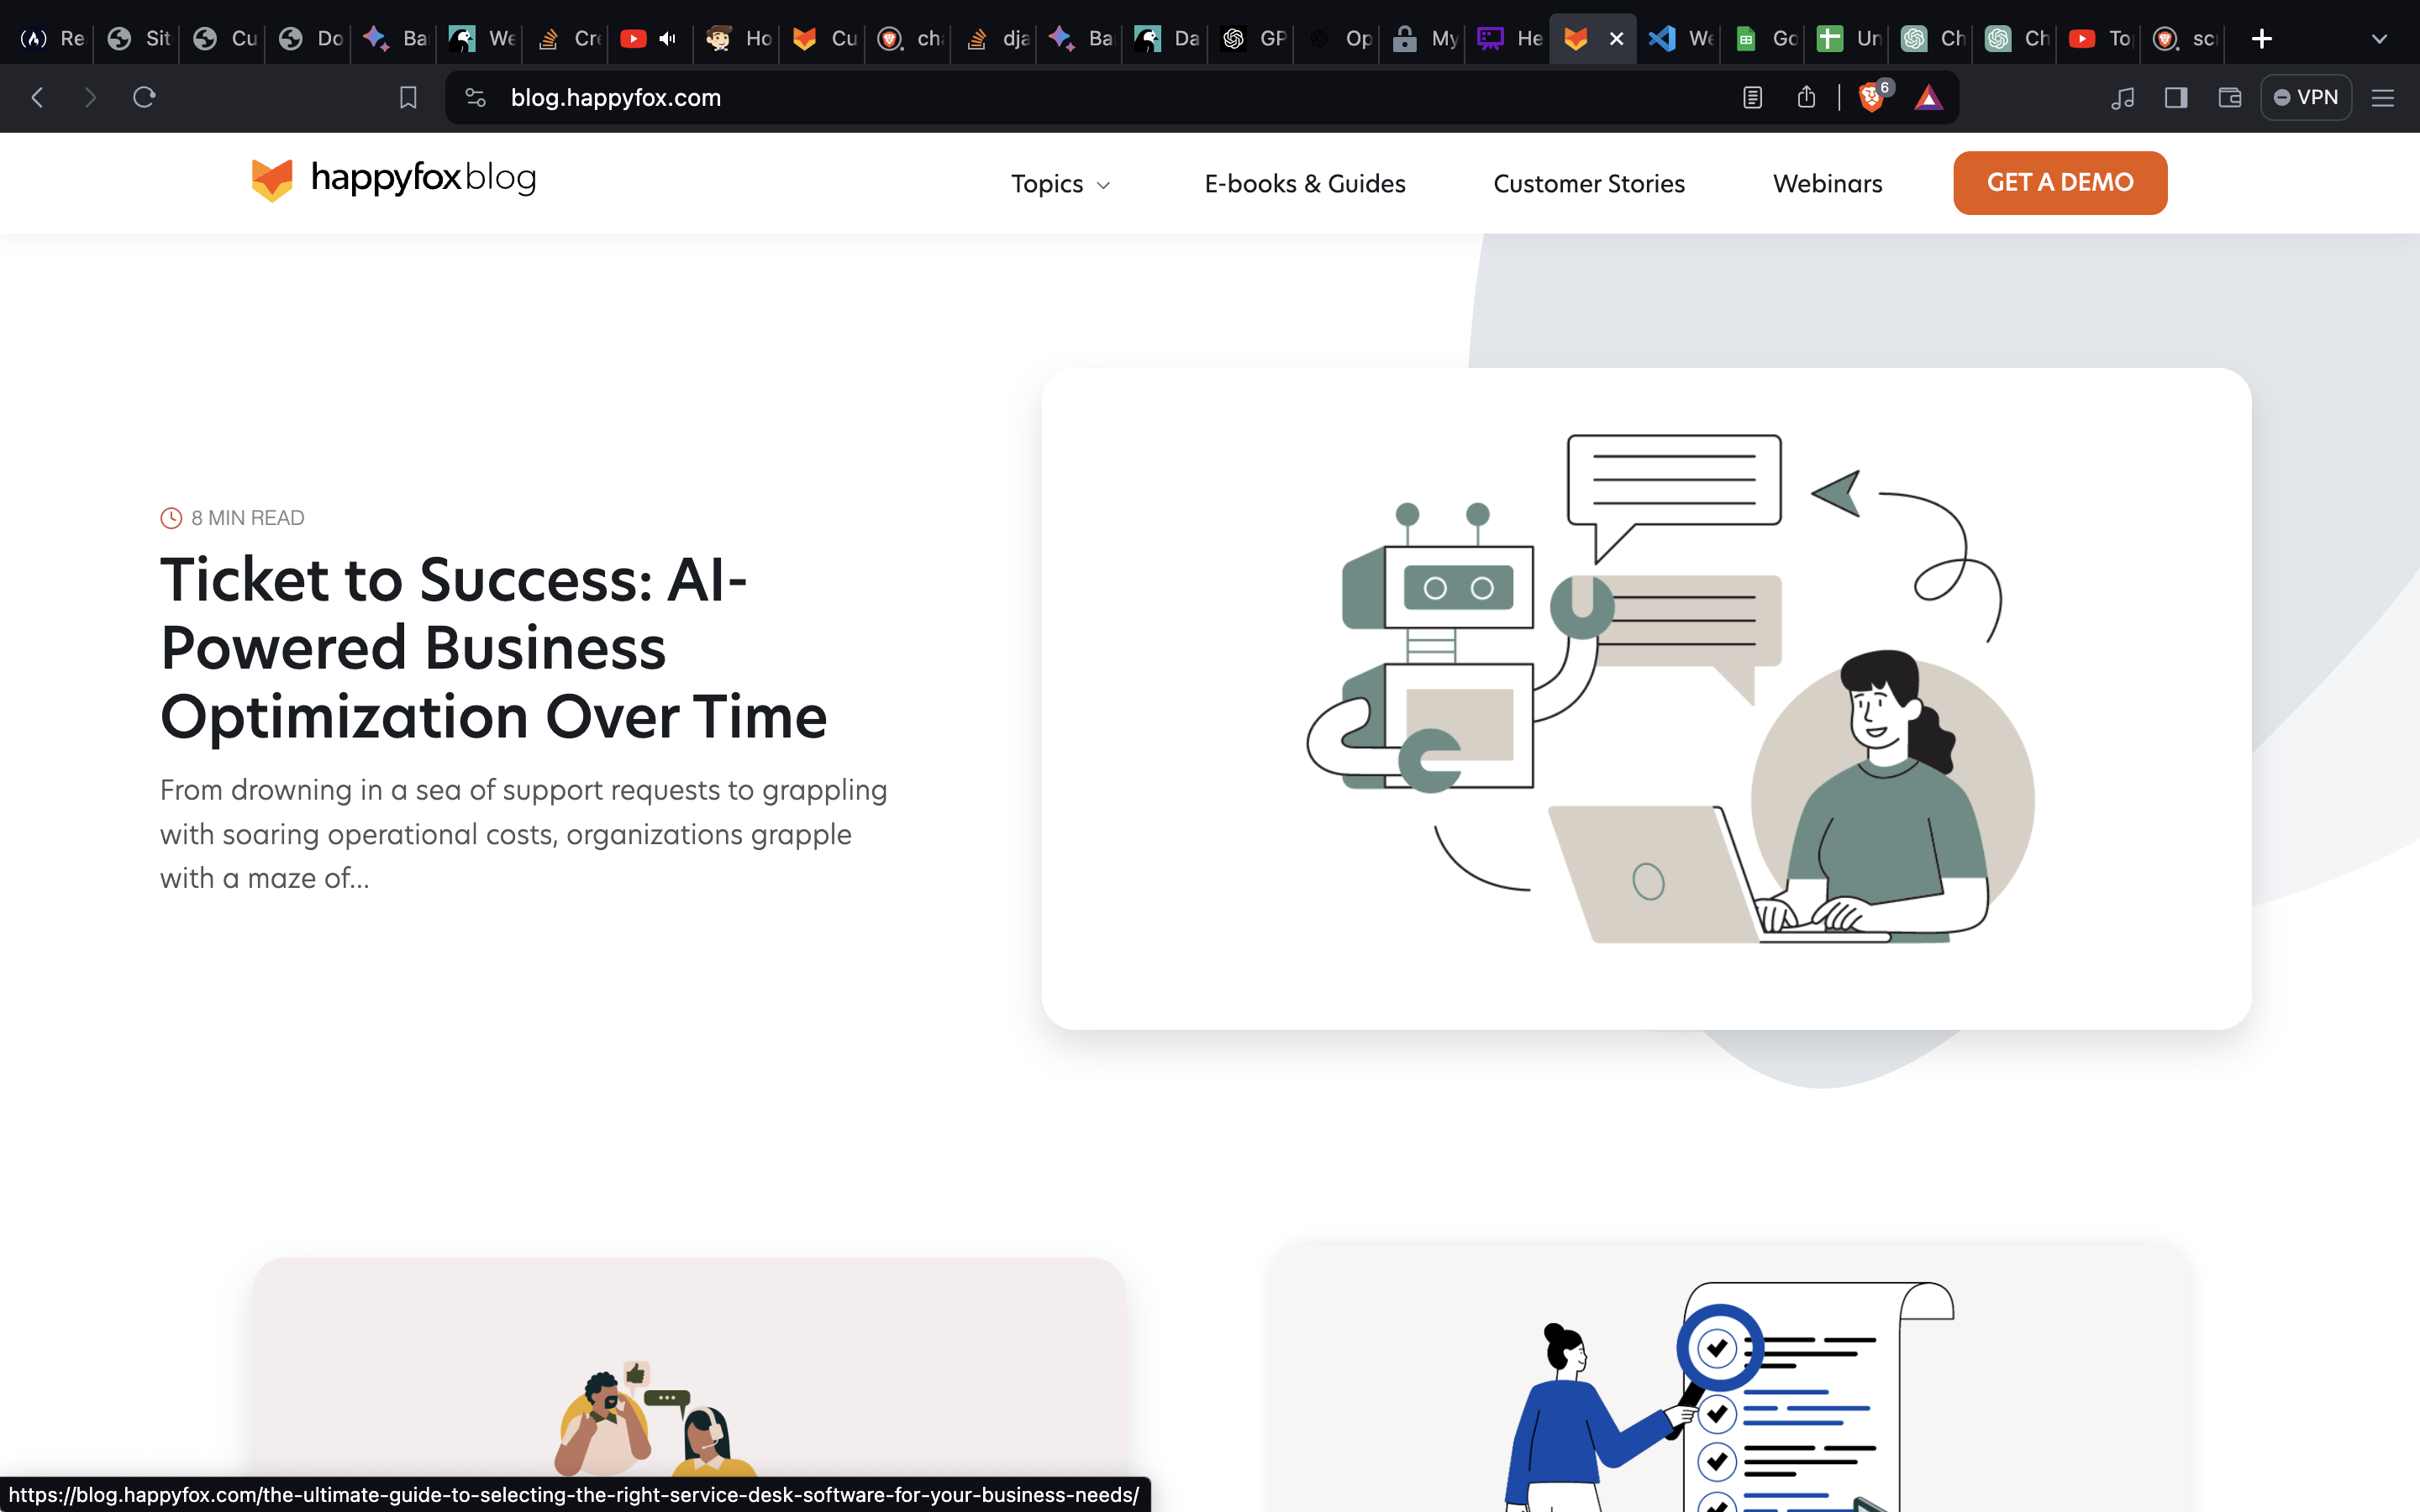 Re Sit Cu Do Ba We Cre Ho Cu cha dja Ba Da GP Op My He We Go Un Ch Ch To sc
blog.happyfox.com
6
VPN
happyfoxblog
Topics
E-books & Guides
Customer Stories
Webinars
GET A DEMO
8 MIN READ
Ticket to Success: AI-
Powered Business
Optimization Over Time
From drowning in a sea of support requests to grappling
with soaring operational costs, organizations grapple
with a maze of...
https://blog.happyfox.com/the-ultimate-guide-to-selecting-the-right-service-desk-software-for-your-business-needs/